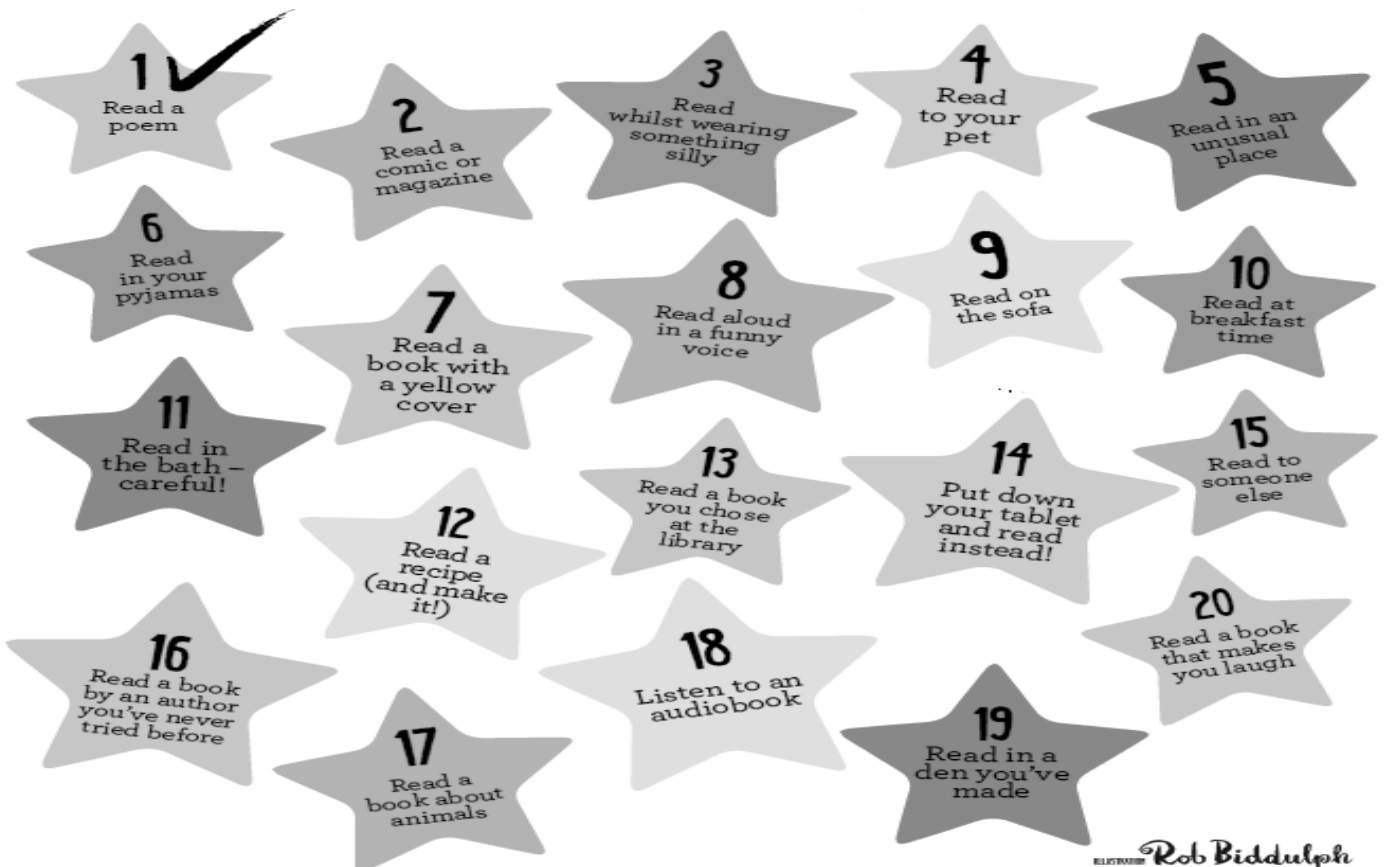 1
Read a
poem
2
Read a
comic or
magazine
3
Read
whilst wearing
something
silly
4
Read
to your
pet
5
Read in an
unusual
place
6
Read
in your
pyjamas
7
Read a
book with
a yellow
cover
8
Read aloud
in a funny
voice
9
Read on
the sofa
10
Read at
breakfast
time
11
Read in
the bath –
careful!
12
Read a
recipe
(and make
it!)
13
Read a book
you chose
at the
library
14
Put down
your tablet
and read
instead!
15
Read to
someone
else
16
Read a book
by an author
you've never
tried before
17
Read a
book about
animals
18
Listen to an
audiobook
19
Read in a
den you've
made
20
Read a book
that makes
you laugh
Rob Biddulph